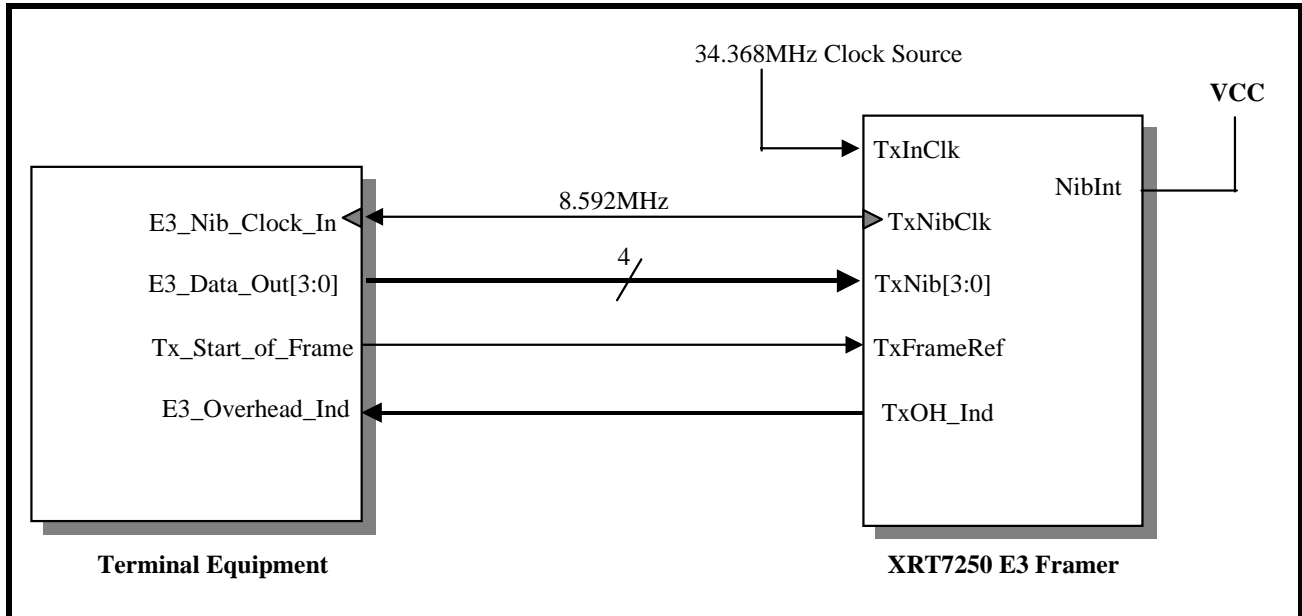 34.368MHz Clock Source
VCC
TxInClk
NibInt
8.592MHz
E3_Nib_Clock_In
TxNibClk
4
E3_Data_Out[3:0]
TxNib[3:0]
Tx_Start_of_Frame
TxFrameRef
E3_Overhead_Ind
TxOH_Ind
Terminal Equipment
XRT7250 E3 Framer